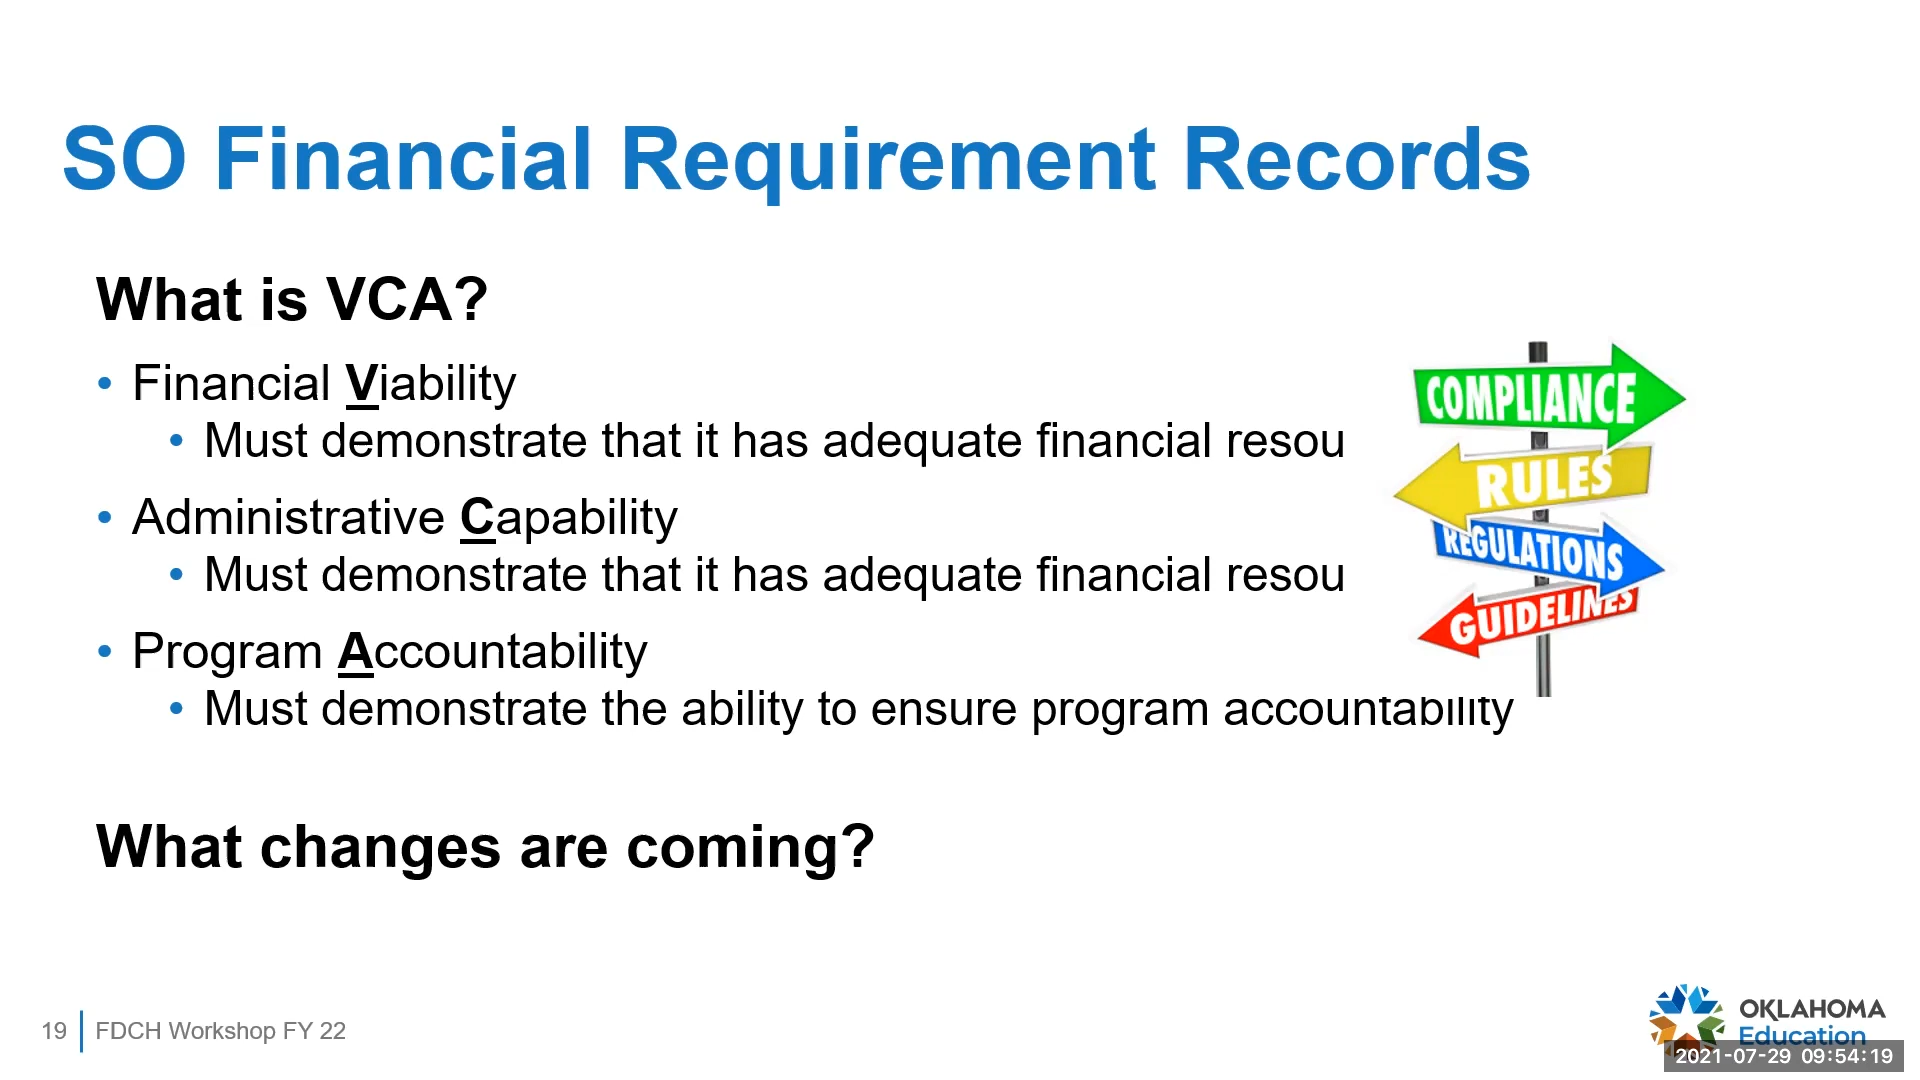 SO Financial Requirement Records
What is VCA?
• Financial Viability
• Must demonstrate that it has adequate financial resou
• Administrative Capability
• Must demonstrate that it has adequate financial resou
• Program Accountability
• Must demonstrate the ability to ensure program accountability
COMPLIANCE
RULES
REGULATIONS
GUIDELINES
What changes are coming?
19 FDCH Workshop FY 22
OKLAHOMA
Education
2021-07-29 09:54:19